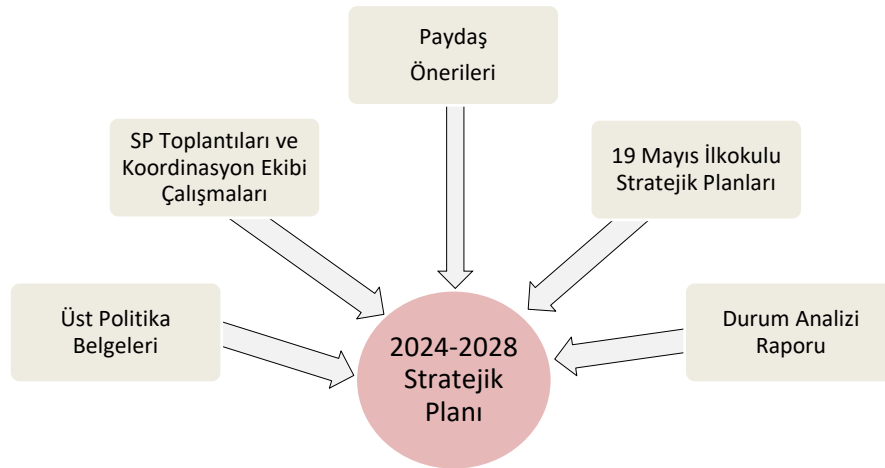 Paydaş
Önerileri
SP Toplantıları ve
Koordinasyon Ekibi
Çalışmaları
19 Mayıs İlkokulu
Stratejik Planları
Üst Politika
Belgeleri
2024-2028
Stratejik
Planı
Durum Analizi
Raporu